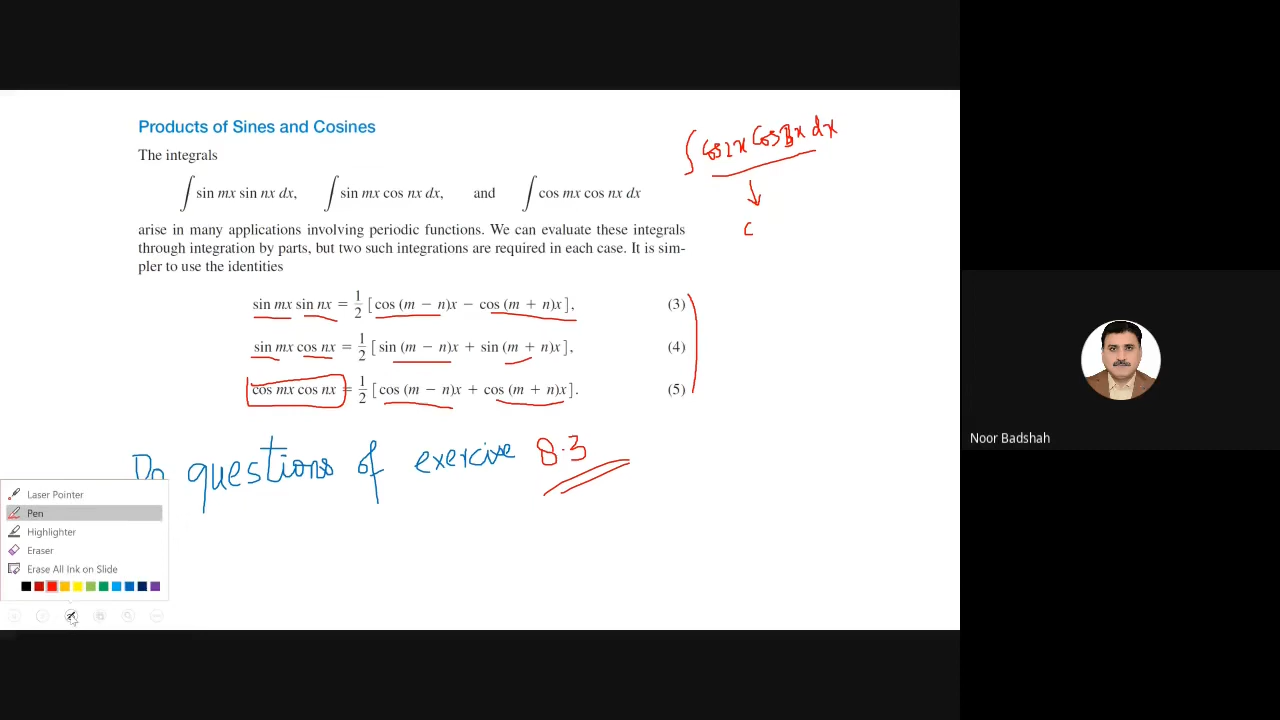 Products of Sines and Cosines
The integrals
∫ sin mx sin nx dx, ∫ sin mx cos nx dx, and ∫ cos mx cos nx dx
arise in many applications involving periodic functions. We can evaluate these integrals
through integration by parts, but two such integrations are required in each case. It is sim-
pler to use the identities
sin mx sin nx = 1/2 [cos (m − n)x − cos (m + n)x], (3)
sin mx cos nx = 1/2 [sin (m − n)x + sin (m + n)x], (4)
cos mx cos nx = 1/2 [cos (m − n)x + cos (m + n)x]. (5)
∫ cos2x cos3x dx
C
Do questions of exercise 8.3
Laser Pointer
Pen
Highlighter
Eraser
Erase All Ink on Slide
Noor Badshah